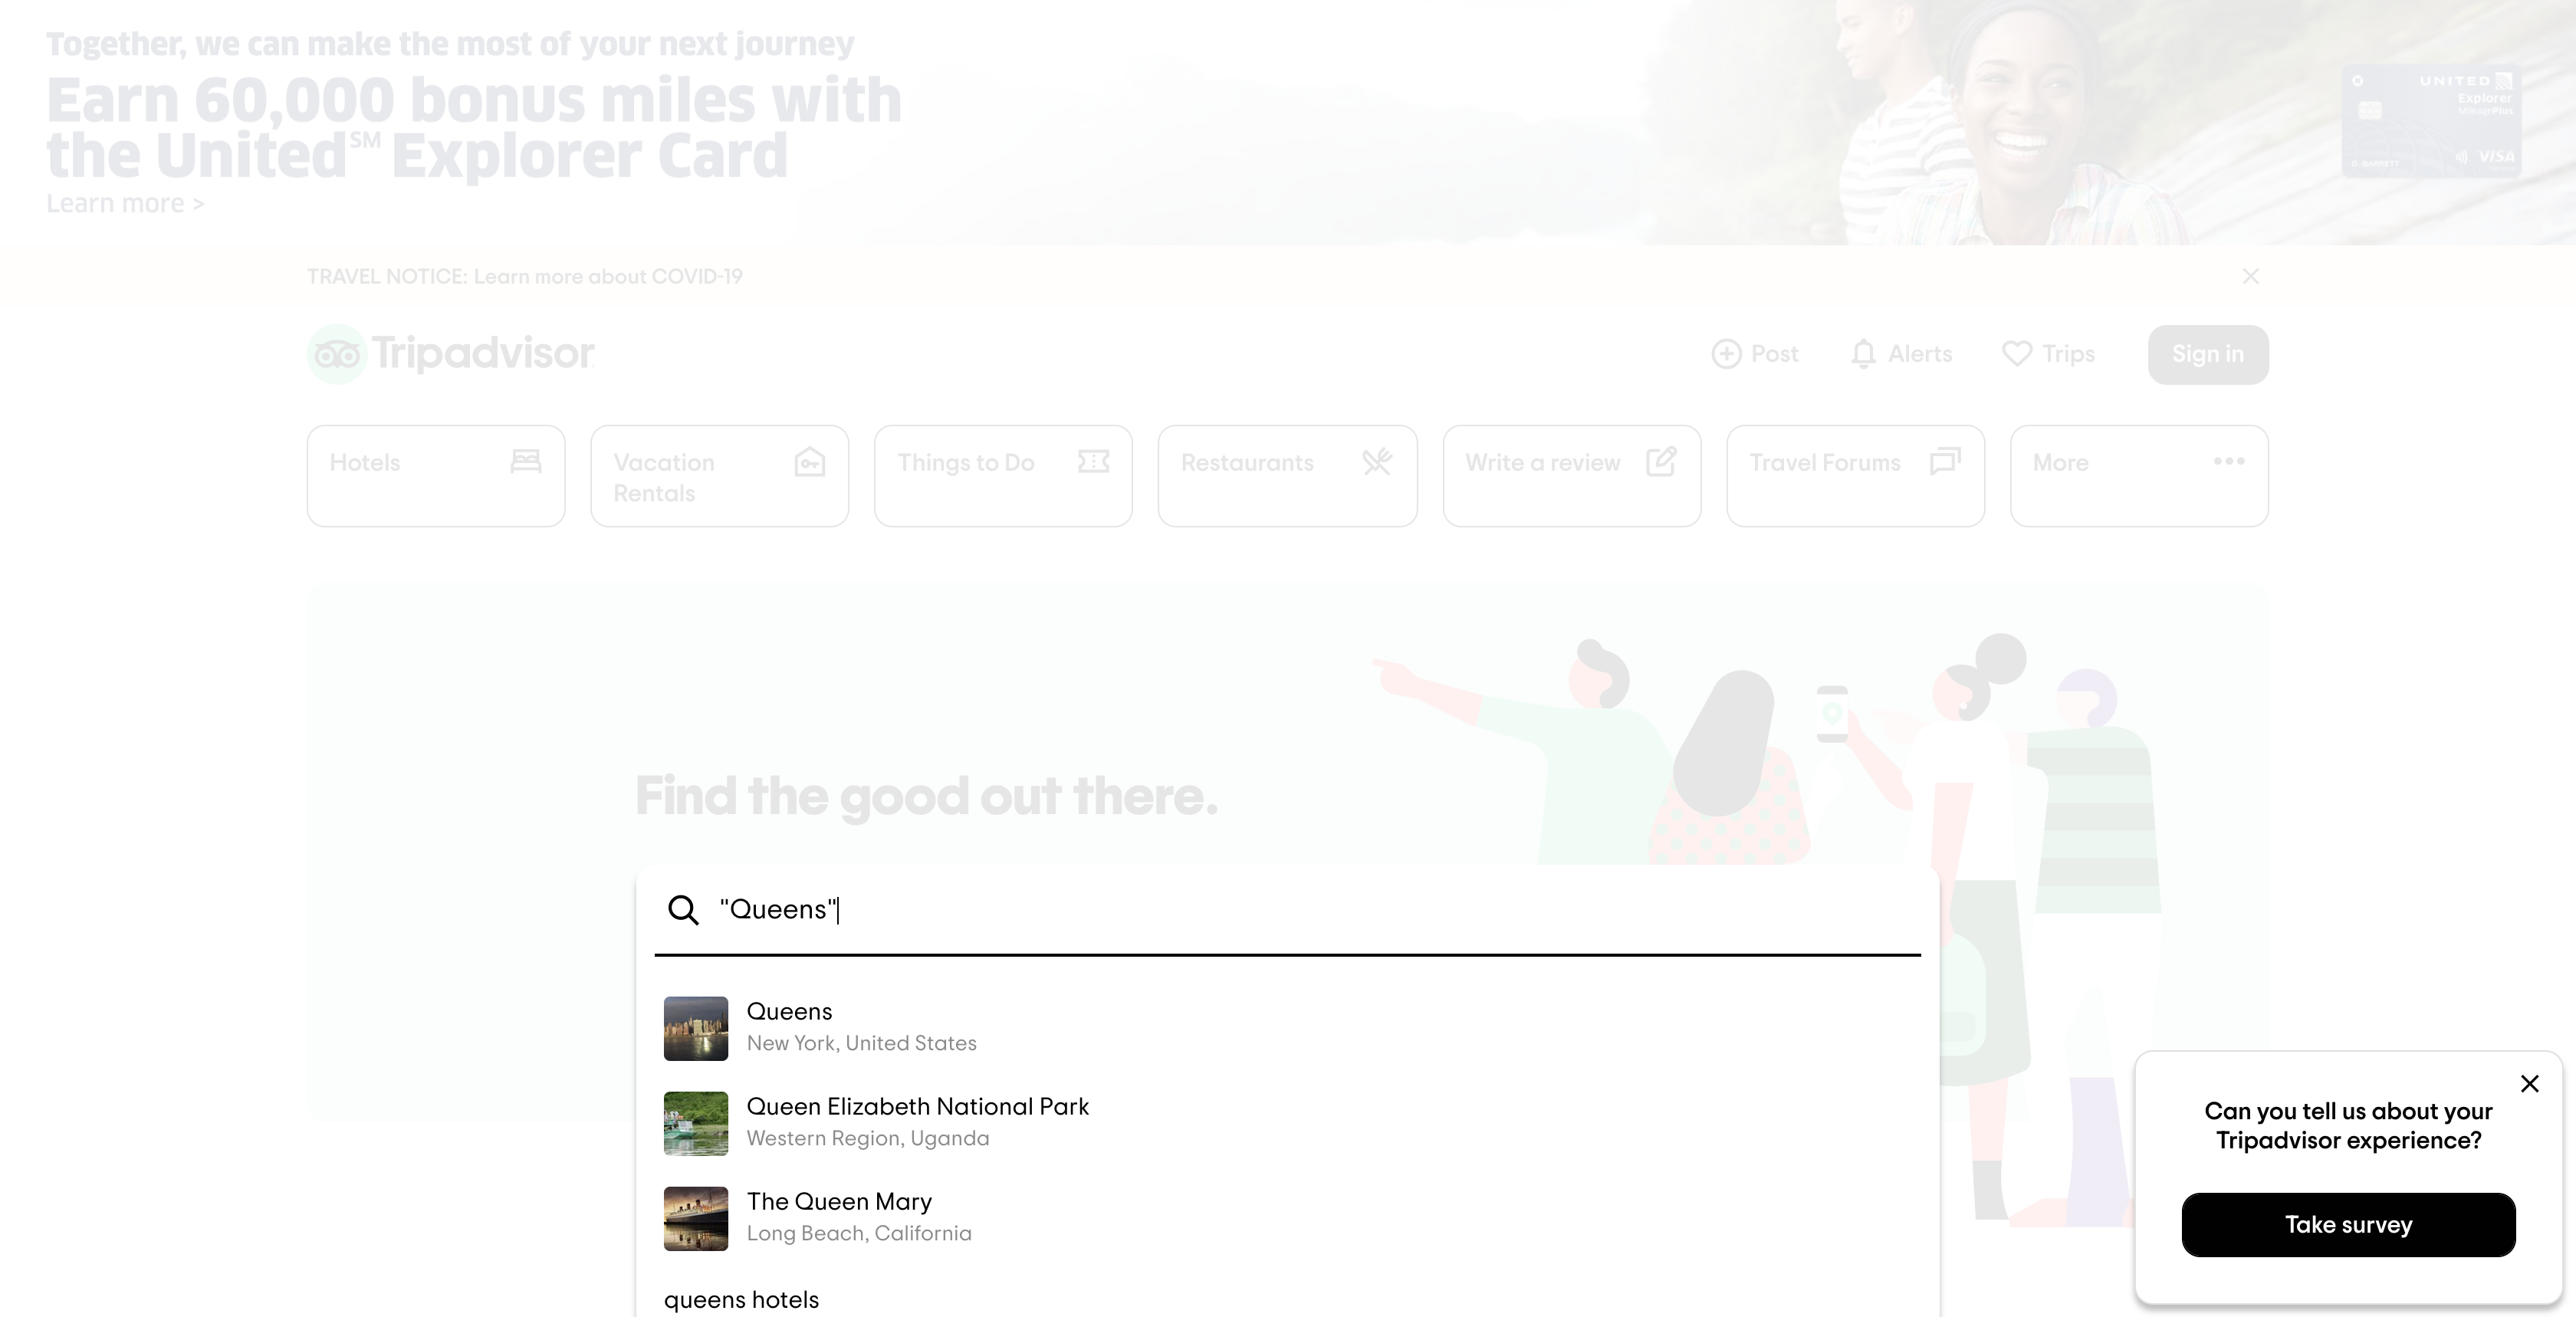 Together, we can make the most of your next journey
Earn 60,000 bonus miles with
the United℠ Explorer Card
Learn more >
UNITED
Explorer
MileagePlus
D. BARRETT
VISA
TRAVEL NOTICE: Learn more about COVID-19
Tripadvisor
Post
Alerts
Trips
Sign in
Hotels
Vacation
Rentals
Things to Do
Restaurants
Write a review
Travel Forums
More
Find the good out there.
"Queens"
Queens
New York, United States
Queen Elizabeth National Park
Western Region, Uganda
The Queen Mary
Long Beach, California
queens hotels
Can you tell us about your
Tripadvisor experience?
Take survey